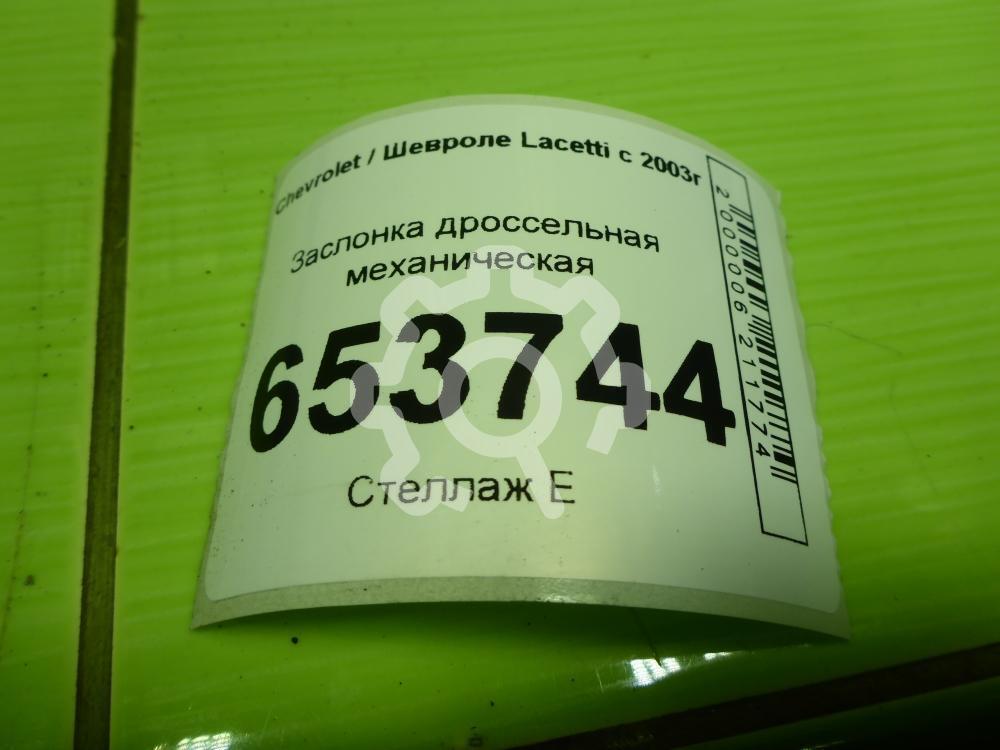 Chevrolet / Шевроле Lacetti с 2003г
Заслонка дроссельная
механическая
653744
Стеллаж E
2000006211774